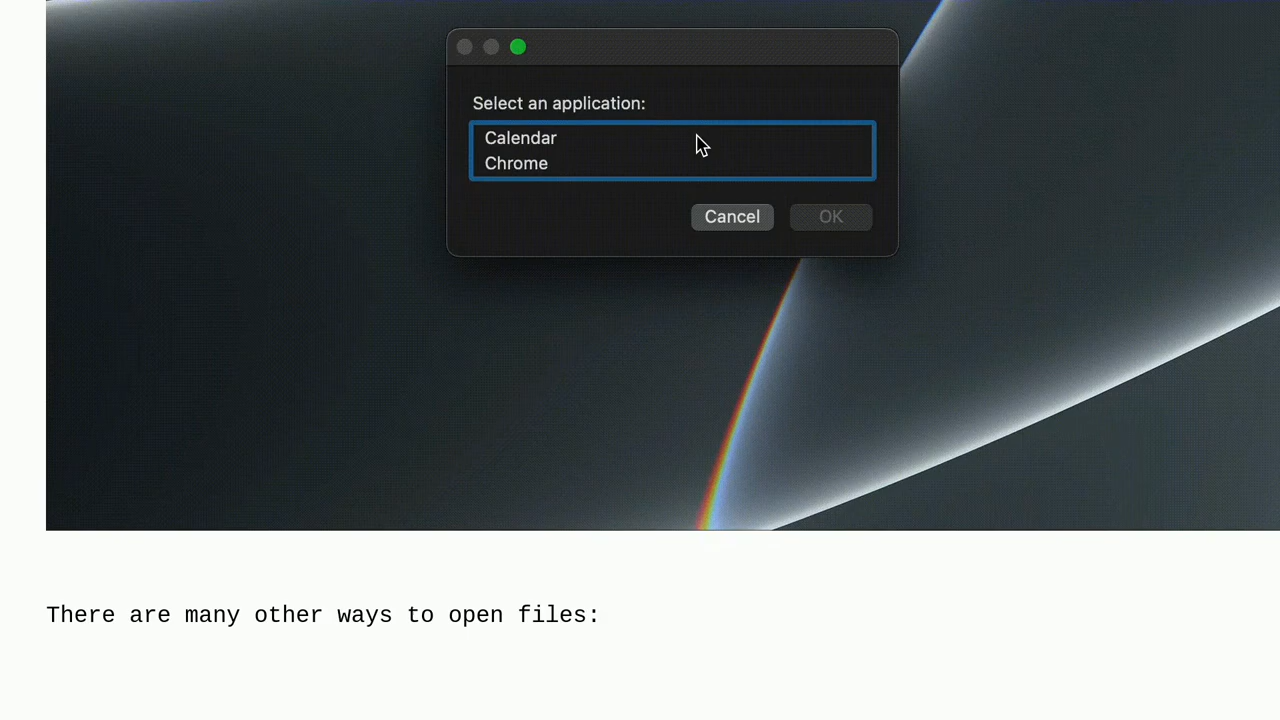 Select an application:
Calendar
Chrome
Cancel OK
There are many other ways to open files: